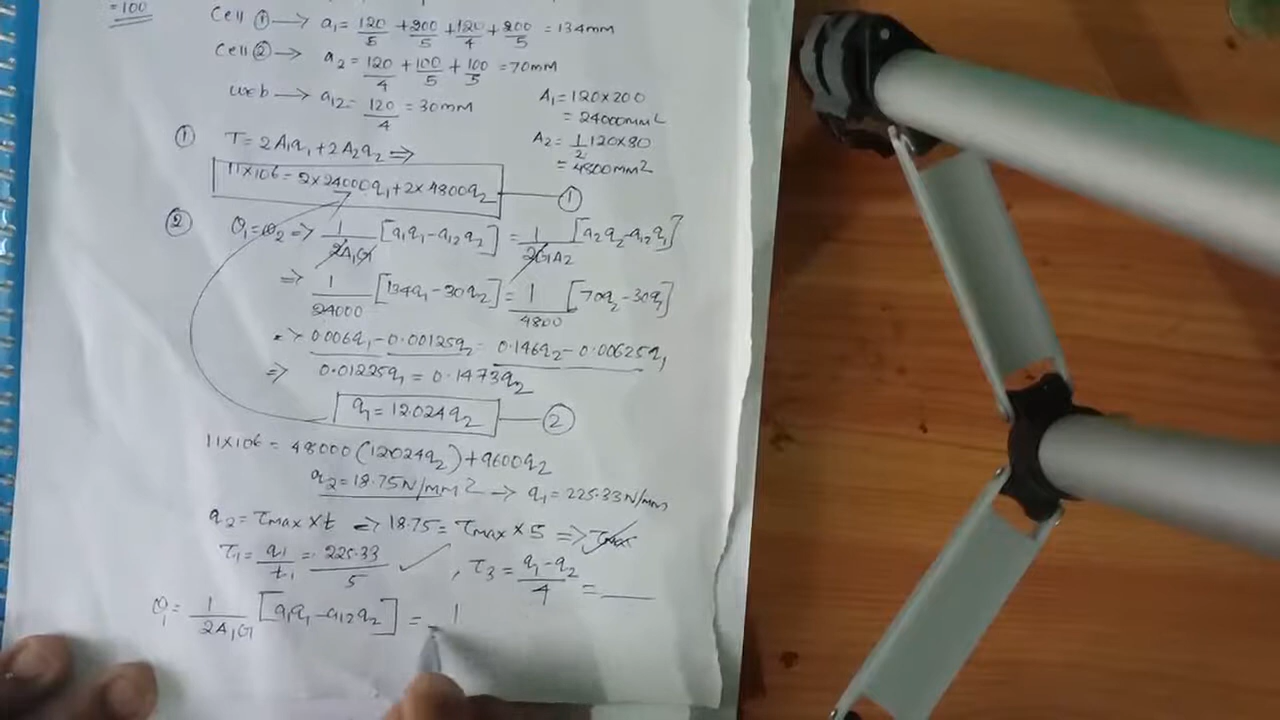 =100
Cell ① → a1 = 120/5 + 200/5 + 120/4 + 200/5 = 134mm
Cell ② → a2 = 120/4 + 100/5 + 100/5 = 70mm
web → a12 = 120/4 = 30mm
A1 = 120×200
= 24000mm²
A2 = 1/2 120×80
= 4800mm²
① T = 2A1q1 + 2A2q2 ⇒
11×106 = 2×24000q1 + 2×4800q2 — ①
② θ1 = θ2 ⇒ 1/2A1G [a1q1 - a12q2] = 1/2GA2 [a2q2 - a12q1]
⇒ 1/24000 [134q1 - 30q2] = 1/4800 [70q2 - 30q1]
⇒ 0.006q1 - 0.00125q2 = 0.146q2 - 0.00625q1
⇒ 0.01225q1 = 0.1473q2
q1 = 12.024q2 — ②
11×106 = 48000(12.024q2) + 9600q2
q2 = 18.75N/mm2 → q1 = 225.33N/mm
q2 = τmax × t ⇒ 18.75 = τmax × 5 ⇒ τmax
τ1 = q1/t1 = 225.33/5 ✓, τ3 = q1 - q2/4 = __
θ1 = 1/2A1G [a1q1 - a12q2] = 1